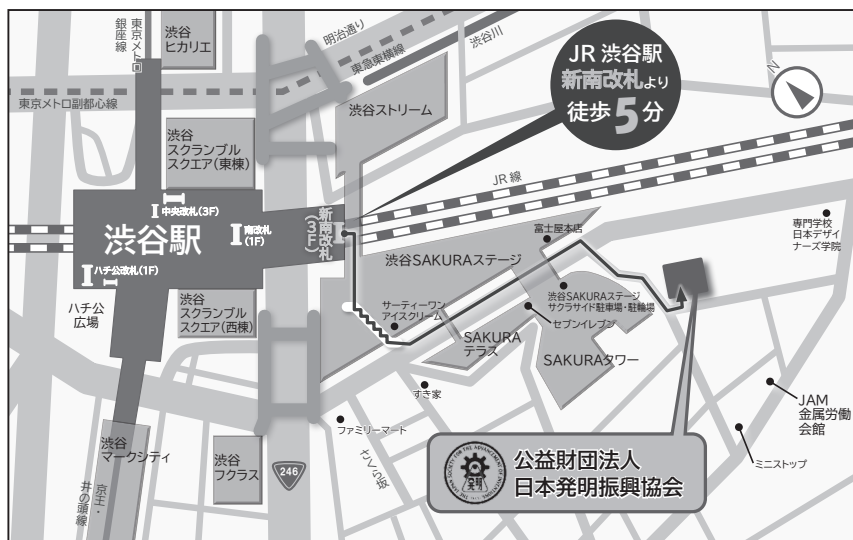 東京メトロ
銀座線
渋谷
ヒカリエ
明治通り
東急東横線
渋谷川
東京メトロ副都心線
渋谷ストリーム
JR 渋谷駅
新南改札より
徒歩5分
N
渋谷
スクランブル
スクエア(東棟)
JR 線
中央改札(3F)
渋谷駅
南改札
(1F)
新南改札
(3F)
ハチ公改札(1F)
ハチ公
広場
渋谷
スクランブル
スクエア(西棟)
富士屋本店
渋谷SAKURAステージ
専門学校
日本デザイ
ナーズ学院
サーティーワン
アイスクリーム
渋谷SAKURAステージ
サクラサイド駐車場・駐輪場
セブンイレブン
SAKURA
テラス
SAKURAタワー
すき家
ファミリーマート
さくら坂
JAM
金属労働
会館
ミニストップ
渋谷
マークシティ
京王・
井の頭線
渋谷
フクラス
246
THE JAPAN SOCIETY FOR THE ADVANCEMENT OF INVENTIONS
発明
公益財団法人
日本発明振興協会